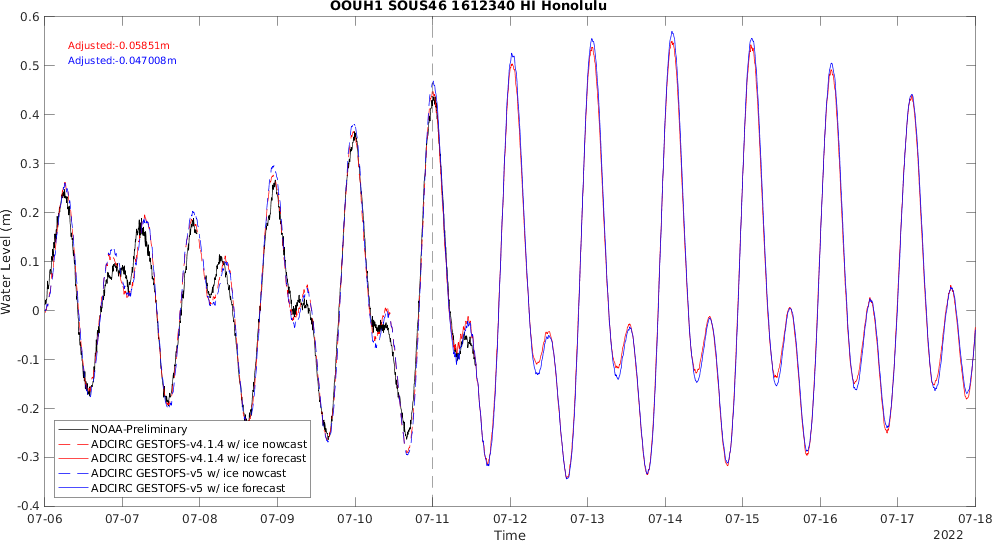 OOUH1 SOUS46 1612340 HI Honolulu
Adjusted:-0.05851m
Adjusted:-0.047008m
Water Level (m)
0.6
0.5
0.4
0.3
0.2
0.1
0
-0.1
-0.2
-0.3
-0.4
NOAA-Preliminary
ADCIRC GESTOFS-v4.1.4 w/ ice nowcast
ADCIRC GESTOFS-v4.1.4 w/ ice forecast
ADCIRC GESTOFS-v5 w/ ice nowcast
ADCIRC GESTOFS-v5 w/ ice forecast
07-06 07-07 07-08 07-09 07-10 07-11 07-12 07-13 07-14 07-15 07-16 07-17 07-18
Time
2022